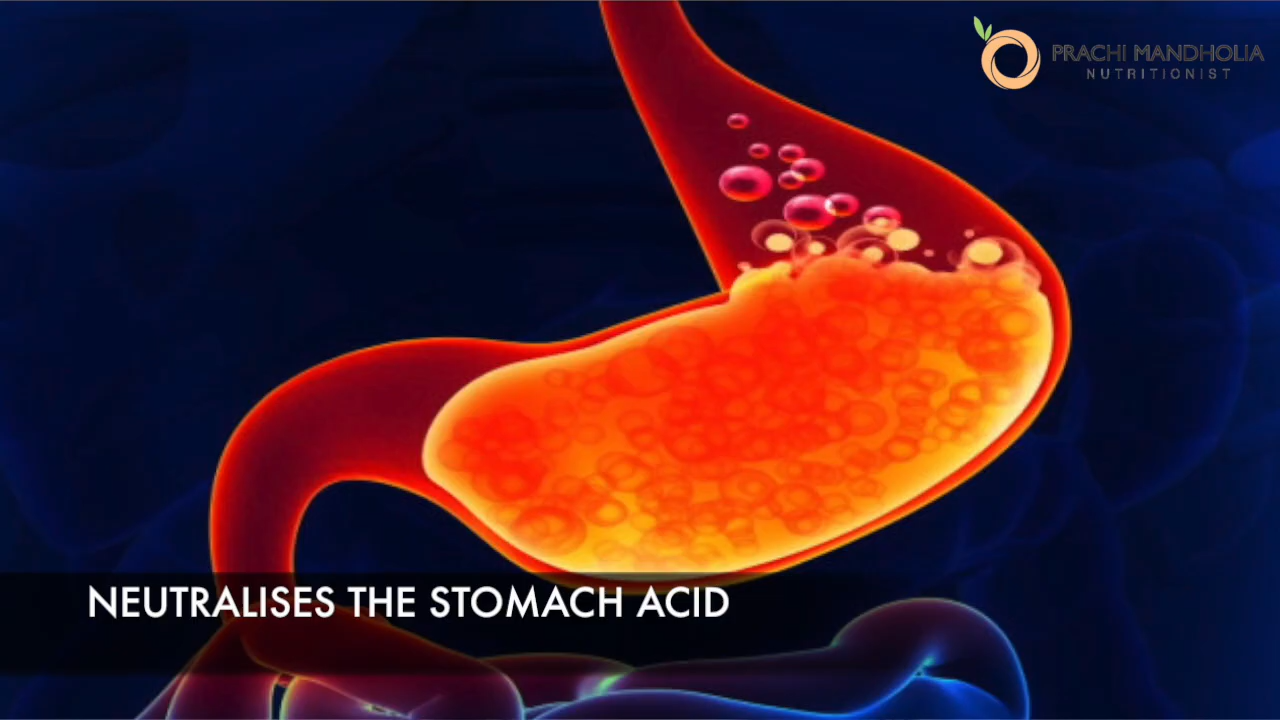 PRACHI MANDHOLIA
NUTRITIONIST
NEUTRALISES THE STOMACH ACID